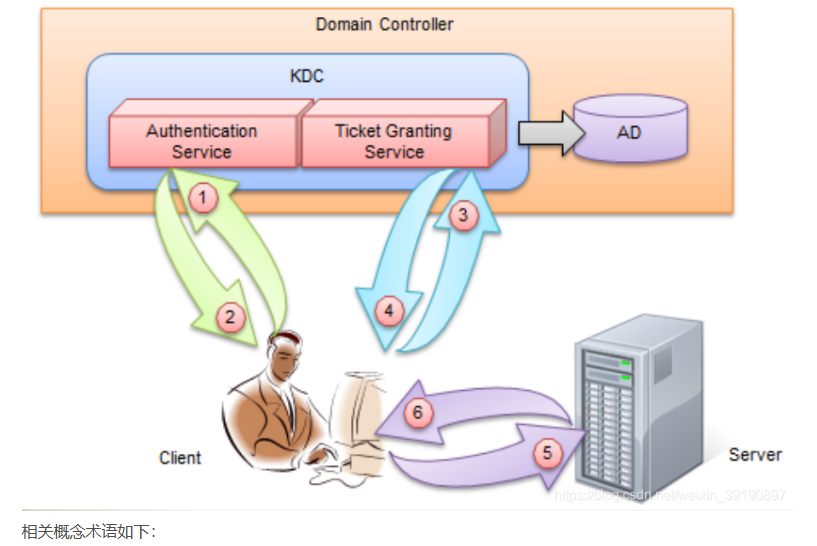 Domain Controller
KDC
Authentication
Service
Ticket Granting
Service
AD
1
3
2
4
6
5
Client
Server
https://blog.csdn.net/weixin_39190897
相关概念术语如下：